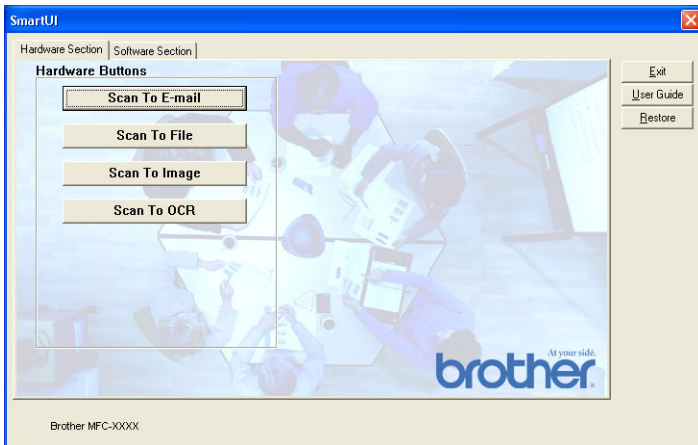 SmartUI
Hardware Section
Software Section
Hardware Buttons
Scan To E-mail
Scan To File
Scan To Image
Scan To OCR
Exit
User Guide
Restore
At your side.
brother
Brother MFC-XXXX